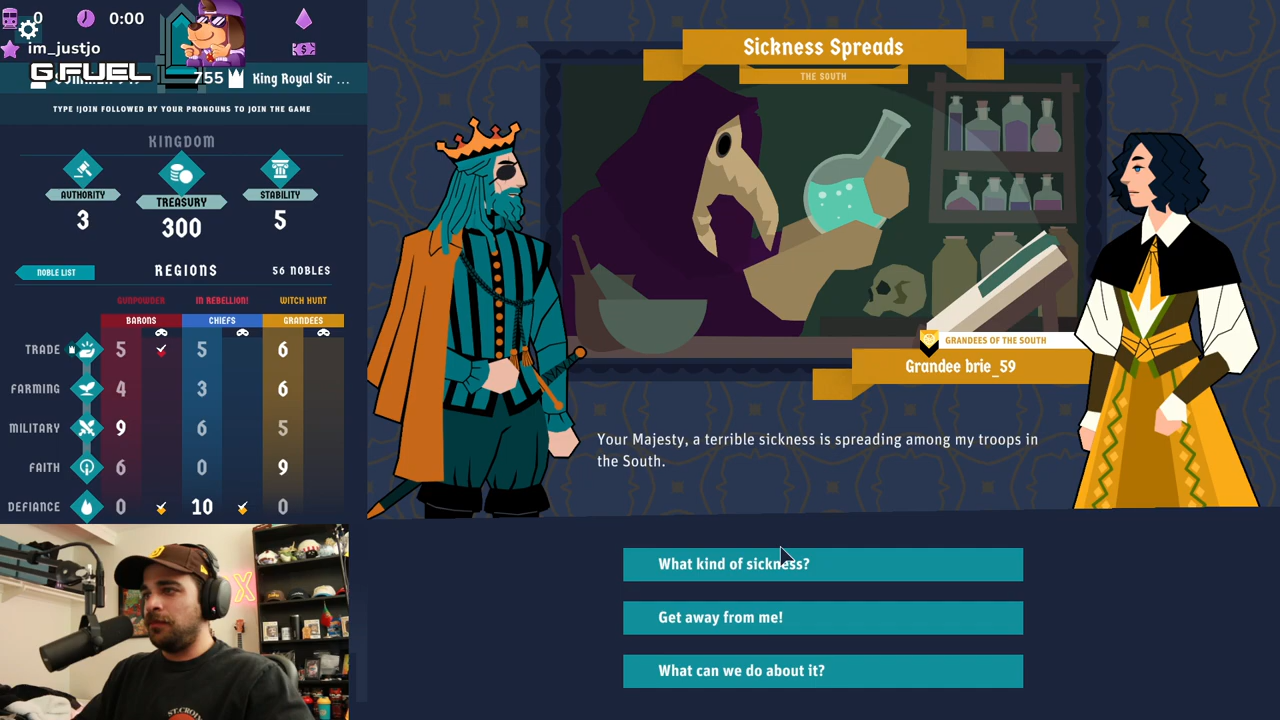 0
0:00
im_justjo
G FUEL
755
King Royal Sir ...
TYPE !JOIN FOLLOWED BY YOUR PRONOUNS TO JOIN THE GAME
KINGDOM
AUTHORITY
3
TREASURY
300
STABILITY
5
NOBLE LIST
REGIONS
56 NOBLES
GUNPOWDER
IN REBELLION!
WITCH HUNT
BARONS
CHIEFS
GRANDEES
TRADE 5 5 6
FARMING 4 3 6
MILITARY 9 6 5
FAITH 6 0 9
DEFIANCE 0 10 0
Sickness Spreads
THE SOUTH
GRANDEES OF THE SOUTH
Grandee brie_59
Your Majesty, a terrible sickness is spreading among my troops in
the South.
What kind of sickness?
Get away from me!
What can we do about it?
ST.CROIX